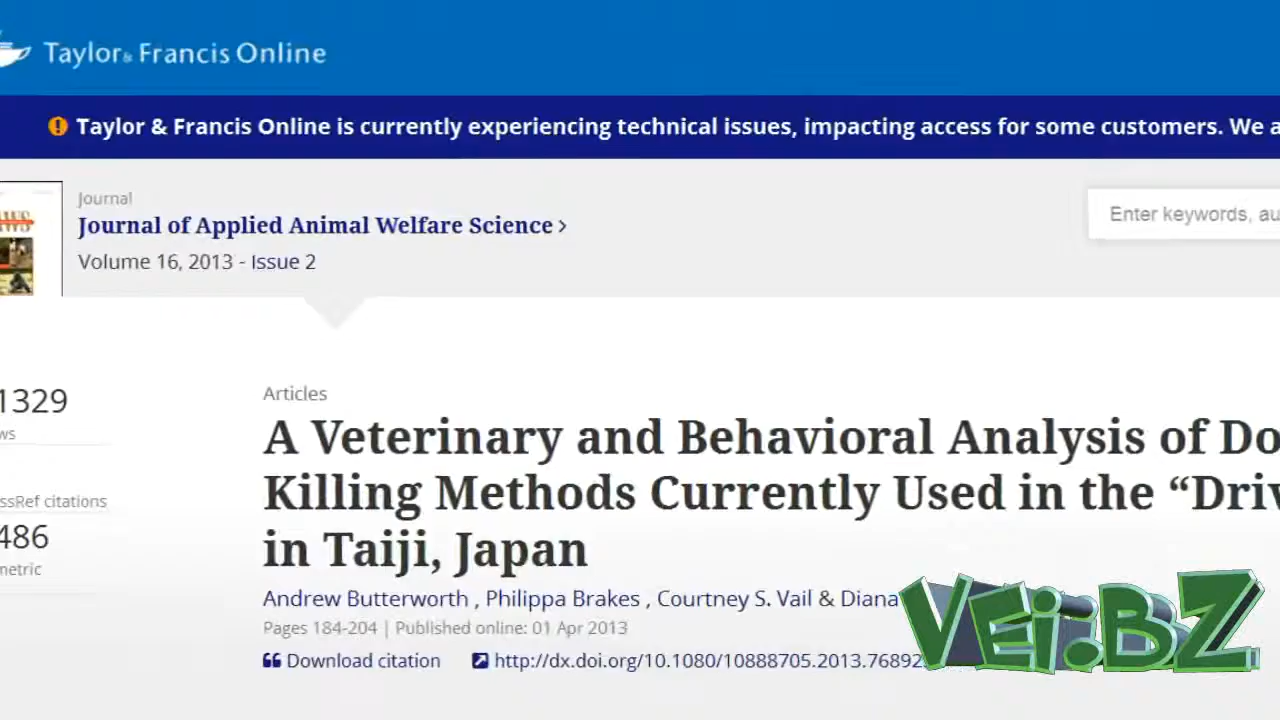 Taylor & Francis Online
Taylor & Francis Online is currently experiencing technical issues, impacting access for some customers. We a
Journal
Journal of Applied Animal Welfare Science >
Volume 16, 2013 - Issue 2
Enter keywords, au
1329
ws
Articles
A Veterinary and Behavioral Analysis of Do
Killing Methods Currently Used in the “Driv
in Taiji, Japan
ssRef citations
486
metric
Andrew Butterworth , Philippa Brakes , Courtney S. Vail & Diana
Pages 184-204 | Published online: 01 Apr 2013
Download citation
http://dx.doi.org/10.1080/10888705.2013.76892
VEi.BZ